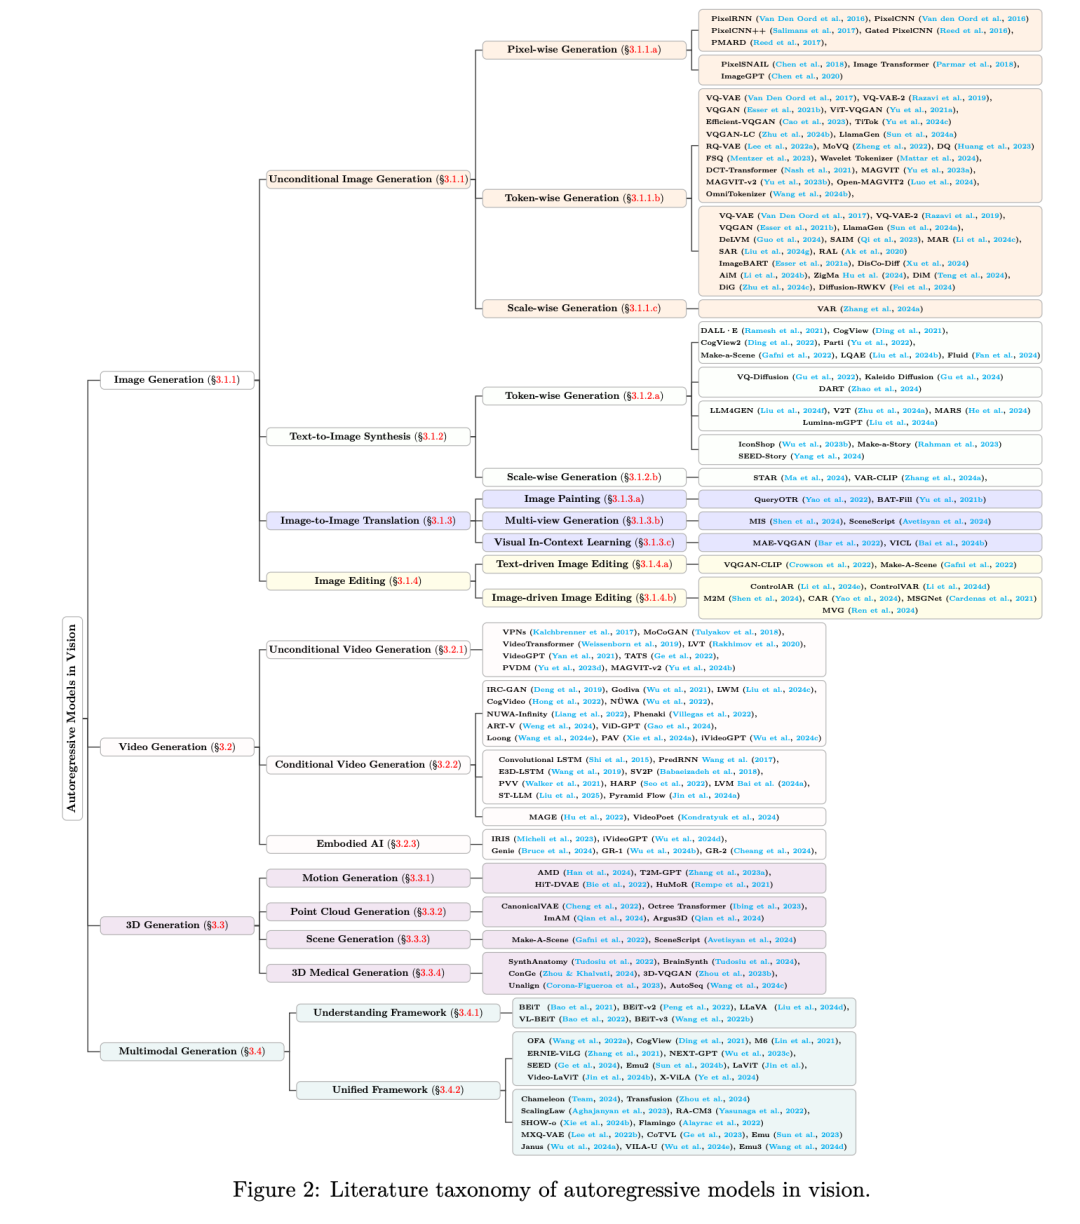 Autoregressive Models in Vision
Image Generation (§3.1.1)
Unconditional Image Generation (§3.1.1)
Pixel-wise Generation (§3.1.1.a)
PixelRNN (Van Den Oord et al., 2016), PixelCNN (Van den Oord et al., 2016)
PixelCNN++ (Salimans et al., 2017), Gated PixelCNN (Reed et al., 2016),
PMARD (Reed et al., 2017),
PixelSNAIL (Chen et al., 2018), Image Transformer (Parmar et al., 2018),
ImageGPT (Chen et al., 2020)
Token-wise Generation (§3.1.1.b)
VQ-VAE (Van Den Oord et al., 2017), VQ-VAE-2 (Razavi et al., 2019),
VQGAN (Esser et al., 2021b), ViT-VQGAN (Yu et al., 2021a),
Efficient-VQGAN (Cao et al., 2023), TiTok (Yu et al., 2024c)
VQGAN-LC (Zhu et al., 2024b), LlamaGen (Sun et al., 2024a)
RQ-VAE (Lee et al., 2022a), MoVQ (Zheng et al., 2022), DQ (Huang et al., 2023)
FSQ (Mentzer et al., 2023), Wavelet Tokenizer (Mattar et al., 2024),
DCT-Transformer (Nash et al., 2021), MAGVIT (Yu et al., 2023a),
MAGVIT-v2 (Yu et al., 2023b), Open-MAGVIT2 (Luo et al., 2024),
OmniTokenizer (Wang et al., 2024b),
VQ-VAE (Van Den Oord et al., 2017), VQ-VAE-2 (Razavi et al., 2019),
VQGAN (Esser et al., 2021b), LlamaGen (Sun et al., 2024a),
DeLVM (Guo et al., 2024), SAIM (Qi et al., 2023), MAR (Li et al., 2024c),
SAR (Liu et al., 2024g), RAL (Ak et al., 2020)
ImageBART (Esser et al., 2021a), DisCo-Diff (Xu et al., 2024)
AiM (Li et al., 2024b), ZigMa Hu et al. (2024), DiM (Teng et al., 2024),
DiG (Zhu et al., 2024c), Diffusion-RWKV (Fei et al., 2024)
Scale-wise Generation (§3.1.1.c)
VAR (Zhang et al., 2024a)
Text-to-Image Synthesis (§3.1.2)
Token-wise Generation (§3.1.2.a)
DALL · E (Ramesh et al., 2021), CogView (Ding et al., 2021),
CogView2 (Ding et al., 2022), Parti (Yu et al., 2022),
Make-a-Scene (Gafni et al., 2022), LQAE (Liu et al., 2024b), Fluid (Fan et al., 2024)
VQ-Diffusion (Gu et al., 2022), Kaleido Diffusion (Gu et al., 2024)
DART (Zhao et al., 2024)
LLM4GEN (Liu et al., 2024f), V2T (Zhu et al., 2024a), MARS (He et al., 2024)
Lumina-mGPT (Liu et al., 2024a)
IconShop (Wu et al., 2023b), Make-a-Story (Rahman et al., 2023)
SEED-Story (Yang et al., 2024)
Scale-wise Generation (§3.1.2.b)
STAR (Ma et al., 2024), VAR-CLIP (Zhang et al., 2024a),
Image-to-Image Translation (§3.1.3)
Image Painting (§3.1.3.a)
QueryOTR (Yao et al., 2022), BAT-Fill (Yu et al., 2021b)
Multi-view Generation (§3.1.3.b)
MIS (Shen et al., 2024), SceneScript (Avetisyan et al., 2024)
Visual In-Context Learning (§3.1.3.c)
MAE-VQGAN (Bar et al., 2022), VICL (Bai et al., 2024b)
Image Editing (§3.1.4)
Text-driven Image Editing (§3.1.4.a)
VQGAN-CLIP (Crowson et al., 2022), Make-A-Scene (Gafni et al., 2022)
Image-driven Image Editing (§3.1.4.b)
ControlAR (Li et al., 2024e), ControlVAR (Li et al., 2024d)
M2M (Shen et al., 2024), CAR (Yao et al., 2024), MSGNet (Cardenas et al., 2021)
MVG (Ren et al., 2024)
Video Generation (§3.2)
Unconditional Video Generation (§3.2.1)
VPNs (Kalchbrenner et al., 2017), MoCoGAN (Tulyakov et al., 2018),
VideoTransformer (Weissenborn et al., 2019), LVT (Rakhimov et al., 2020),
VideoGPT (Yan et al., 2021), TATS (Ge et al., 2022),
PVDM (Yu et al., 2023d), MAGVIT-v2 (Yu et al., 2024b)
Conditional Video Generation (§3.2.2)
IRC-GAN (Deng et al., 2019), Godiva (Wu et al., 2021), LWM (Liu et al., 2024c),
CogVideo (Hong et al., 2022), NÜWA (Wu et al., 2022),
NUWA-Infinity (Liang et al., 2022), Phenaki (Villegas et al., 2022),
ART-V (Weng et al., 2024), ViD-GPT (Gao et al., 2024),
Loong (Wang et al., 2024e), PAV (Xie et al., 2024a), iVideoGPT (Wu et al., 2024c)
Convolutional LSTM (Shi et al., 2015), PredRNN Wang et al. (2017),
E3D-LSTM (Wang et al., 2019), SV2P (Babaeizadeh et al., 2018),
PVV (Walker et al., 2021), HARP (Seo et al., 2022), LVM Bai et al. (2024a),
ST-LLM (Liu et al., 2025), Pyramid Flow (Jin et al., 2024a)
MAGE (Hu et al., 2022), VideoPoet (Kondratyuk et al., 2024)
Embodied AI (§3.2.3)
IRIS (Micheli et al., 2023), iVideoGPT (Wu et al., 2024d),
Genie (Bruce et al., 2024), GR-1 (Wu et al., 2024b), GR-2 (Cheang et al., 2024),
3D Generation (§3.3)
Motion Generation (§3.3.1)
AMD (Han et al., 2024), T2M-GPT (Zhang et al., 2023a),
HiT-DVAE (Bie et al., 2022), HuMoR (Rempe et al., 2021)
Point Cloud Generation (§3.3.2)
CanonicalVAE (Cheng et al., 2022), Octree Transformer (Ibing et al., 2023),
ImAM (Qian et al., 2024), Argus3D (Qian et al., 2024)
Scene Generation (§3.3.3)
Make-A-Scene (Gafni et al., 2022), SceneScript (Avetisyan et al., 2024)
3D Medical Generation (§3.3.4)
SynthAnatomy (Tudosiu et al., 2022), BrainSynth (Tudosiu et al., 2024),
ConGe (Zhou & Khalvati, 2024), 3D-VQGAN (Zhou et al., 2023b),
Unalign (Corona-Figueroa et al., 2023), AutoSeq (Wang et al., 2024c)
Multimodal Generation (§3.4)
Understanding Framework (§3.4.1)
BEiT (Bao et al., 2021), BEiT-v2 (Peng et al., 2022), LLaVA (Liu et al., 2024d),
VL-BEiT (Bao et al., 2022), BEiT-v3 (Wang et al., 2022b)
Unified Framework (§3.4.2)
OFA (Wang et al., 2022a), CogView (Ding et al., 2021), M6 (Lin et al., 2021),
ERNIE-ViLG (Zhang et al., 2021), NEXT-GPT (Wu et al., 2023c),
SEED (Ge et al., 2024), Emu2 (Sun et al., 2024b), LaViT (Jin et al.),
Video-LaViT (Jin et al., 2024b), X-ViLA (Ye et al., 2024)
Chameleon (Team, 2024), Transfusion (Zhou et al., 2024)
ScalingLaw (Aghajanyan et al., 2023), RA-CM3 (Yasunaga et al., 2022),
SHOW-o (Xie et al., 2024b), Flamingo (Alayrac et al., 2022)
MXQ-VAE (Lee et al., 2022b), CoTVL (Ge et al., 2023), Emu (Sun et al., 2023)
Janus (Wu et al., 2024a), VILA-U (Wu et al., 2024e), Emu3 (Wang et al., 2024d)
Figure 2: Literature taxonomy of autoregressive models in vision.